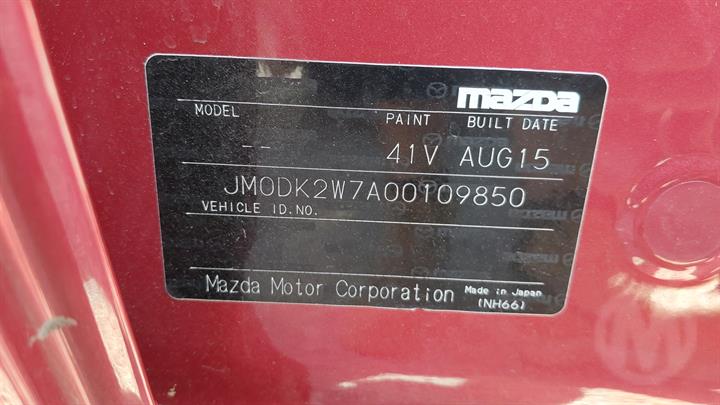 mazda
MODEL PAINT BUILT DATE
-- 41V AUG15
JM0DK2W7A00109850
VEHICLE ID.NO.
Mazda Motor Corporation Made in Japan
(NH66)
M